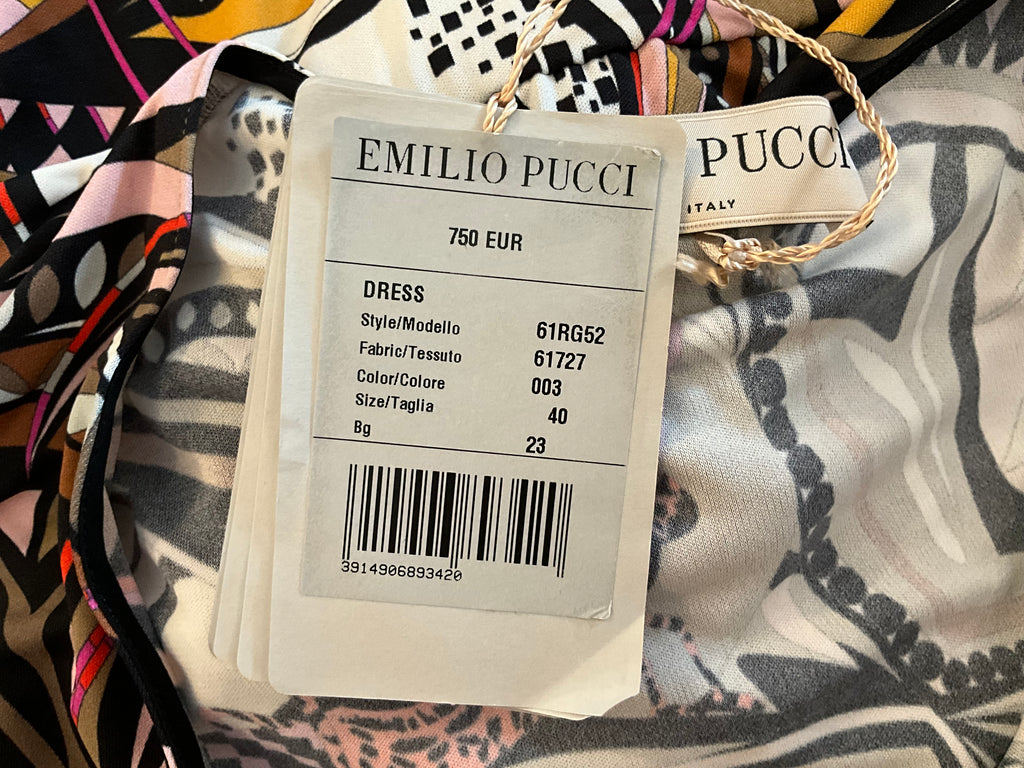 EMILIO PUCCI
750 EUR
DRESS
Style/Modello 61RG52
Fabric/Tessuto 61727
Color/Colore 003
Size/Taglia 40
Bg 23
3914906893420
PUCCI
ITALY